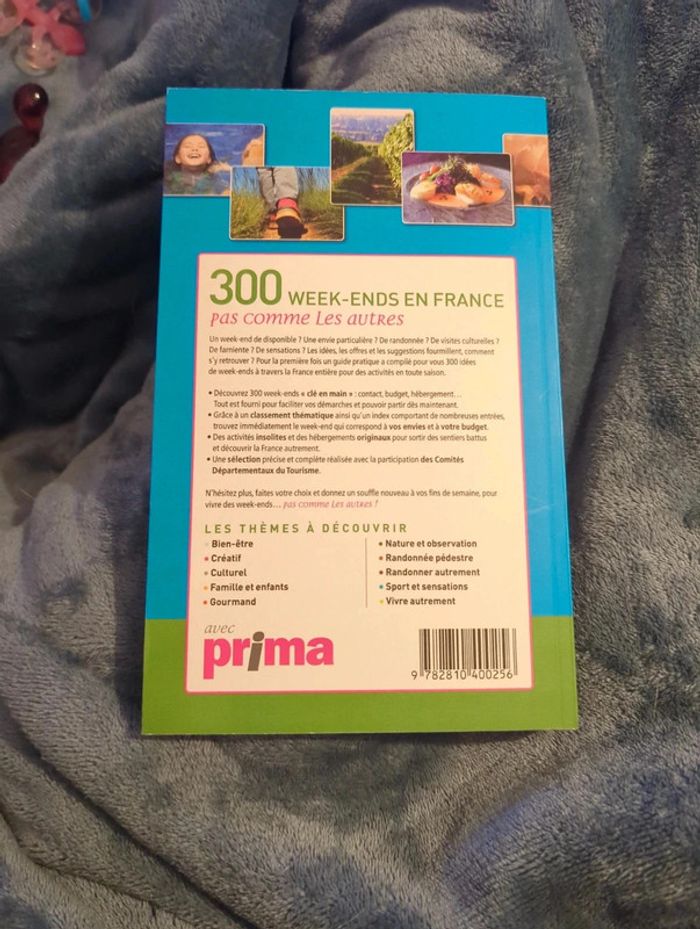 300 WEEK-ENDS EN FRANCE
pas comme Les autres
Un week-end de disponible ? Une envie particulière ? De randonnée ? De visites culturelles ?
De farniente ? De sensations ? Les idées, les offres et les suggestions fourmillent, comment
s'y retrouver ? Pour la première fois un guide pratique a compilé pour vous 300 idées
de week-ends à travers la France entière pour des activités en toute saison.
• Découvrez 300 week-ends « clé en main » : contact, budget, hébergement...
Tout est fourni pour faciliter vos démarches et pouvoir partir dès maintenant.
• Grâce à un classement thématique ainsi qu'un index comportant de nombreuses entrées,
trouvez immédiatement le week-end qui correspond à vos envies et à votre budget.
• Des activités insolites et des hébergements originaux pour sortir des sentiers battus
et découvrir la France autrement.
• Une sélection précise et complète réalisée avec la participation des Comités
Départementaux du Tourisme.
N'hésitez plus, faites votre choix et donnez un souffle nouveau à vos fins de semaine, pour
vivre des week-ends... pas comme Les autres !
LES THÈMES À DÉCOUVRIR
• Bien-être
• Créatif
• Culturel
• Famille et enfants
• Gourmand
• Nature et observation
• Randonnée pédestre
• Randonner autrement
• Sport et sensations
• Vivre autrement
avec
prima
9 782810 400256